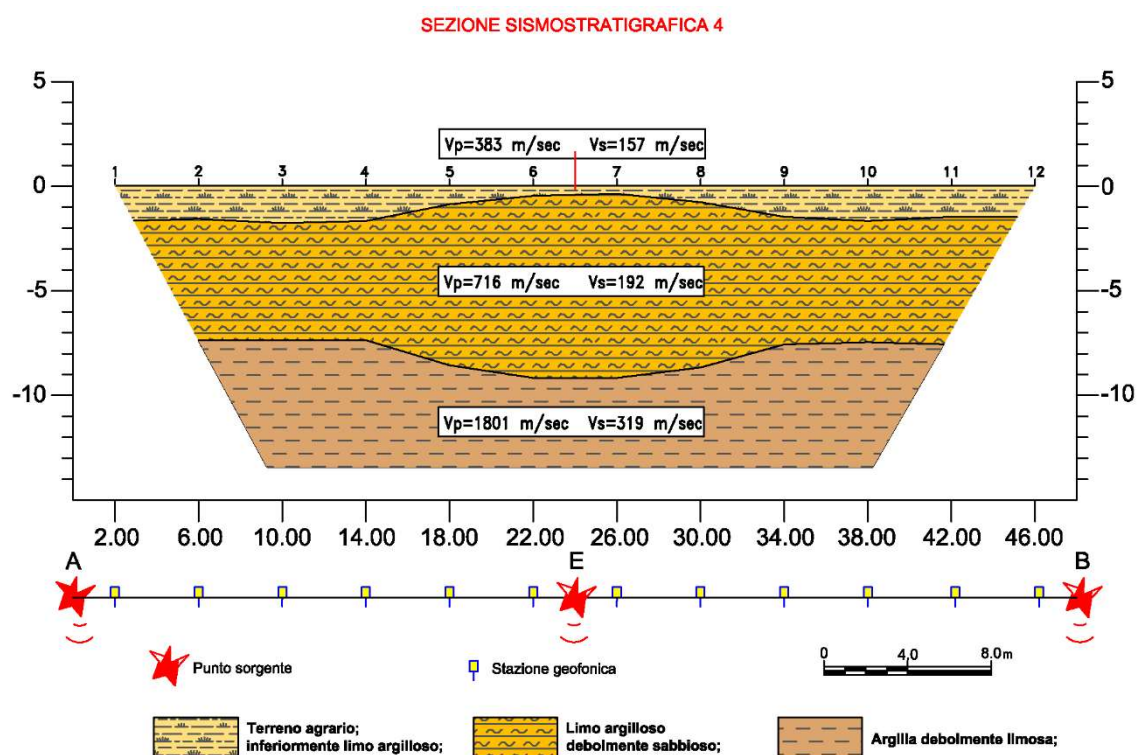 SEZIONE SISMOSTRATIGRAFICA 4
5 5
Vp=383 m/sec Vs=157 m/sec
1 2 3 4 5 6 7 8 9 10 11 12
0 0
Vp=716 m/sec Vs=192 m/sec
-5 -5
-10 -10
Vp=1801 m/sec Vs=319 m/sec
2.00 6.00 10.00 14.00 18.00 22.00 26.00 30.00 34.00 38.00 42.00 46.00
A E B
0 4,0 8.0m
Punto sorgente Stazione geofonica
Terreno agrario;
inferiormente limo argilloso;
Limo argilloso
debolmente sabbioso;
Argilla debolmente limosa;